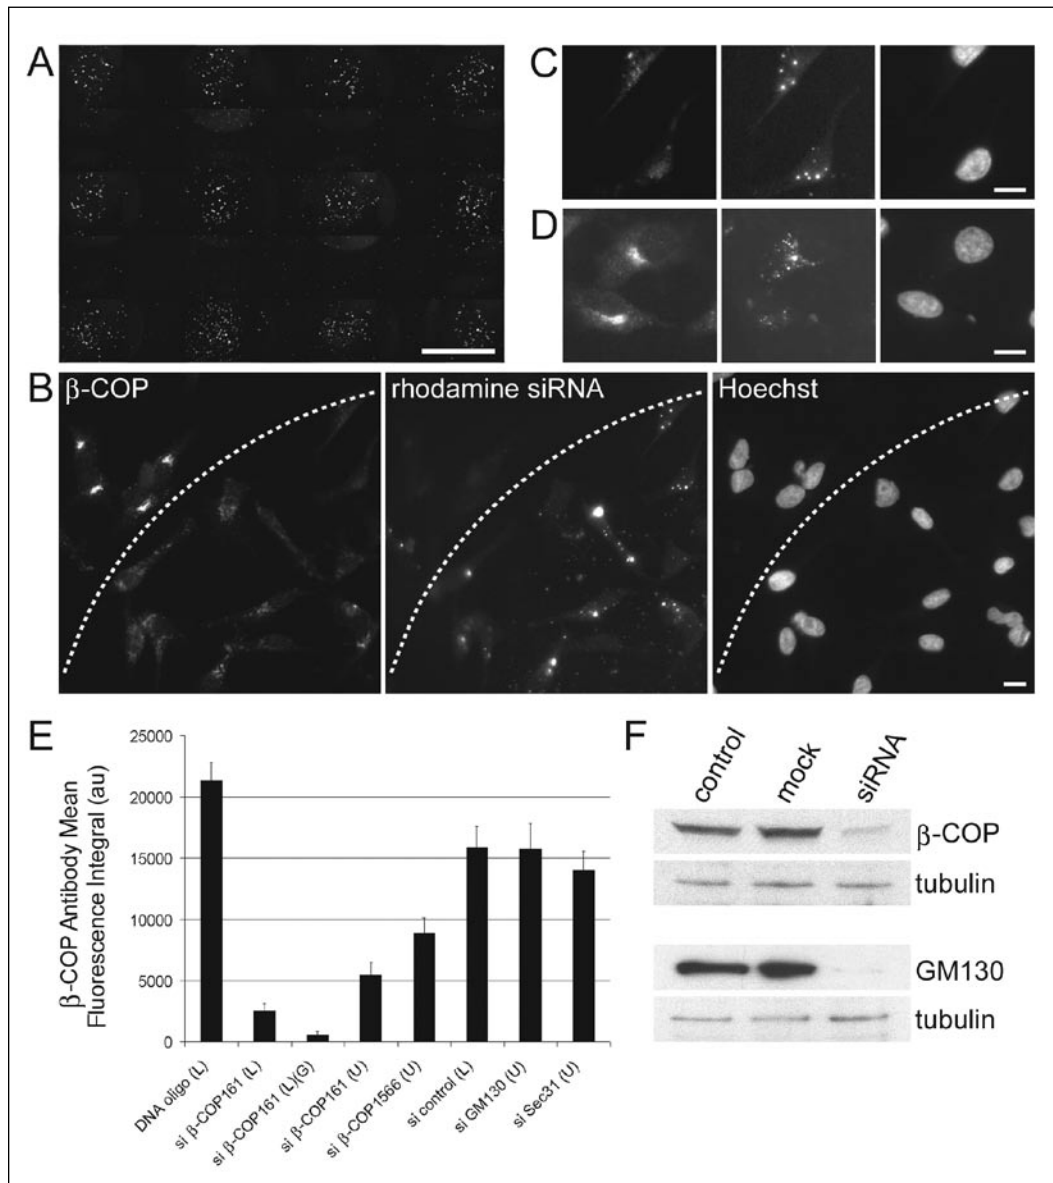 A
C
D
B
β-COP
rhodamine siRNA
Hoechst
E
β-COP Antibody Mean
Fluorescence Integral (au)
25000
20000
15000
10000
5000
0
DNA oligo (L)
si β-COP161 (L)
si β-COP161 (L)(G)
si β-COP161 (U)
si β-COP1566 (U)
si control (L)
si GM130 (U)
si Sec31 (U)
F
control
mock
siRNA
β-COP
tubulin
GM130
tubulin